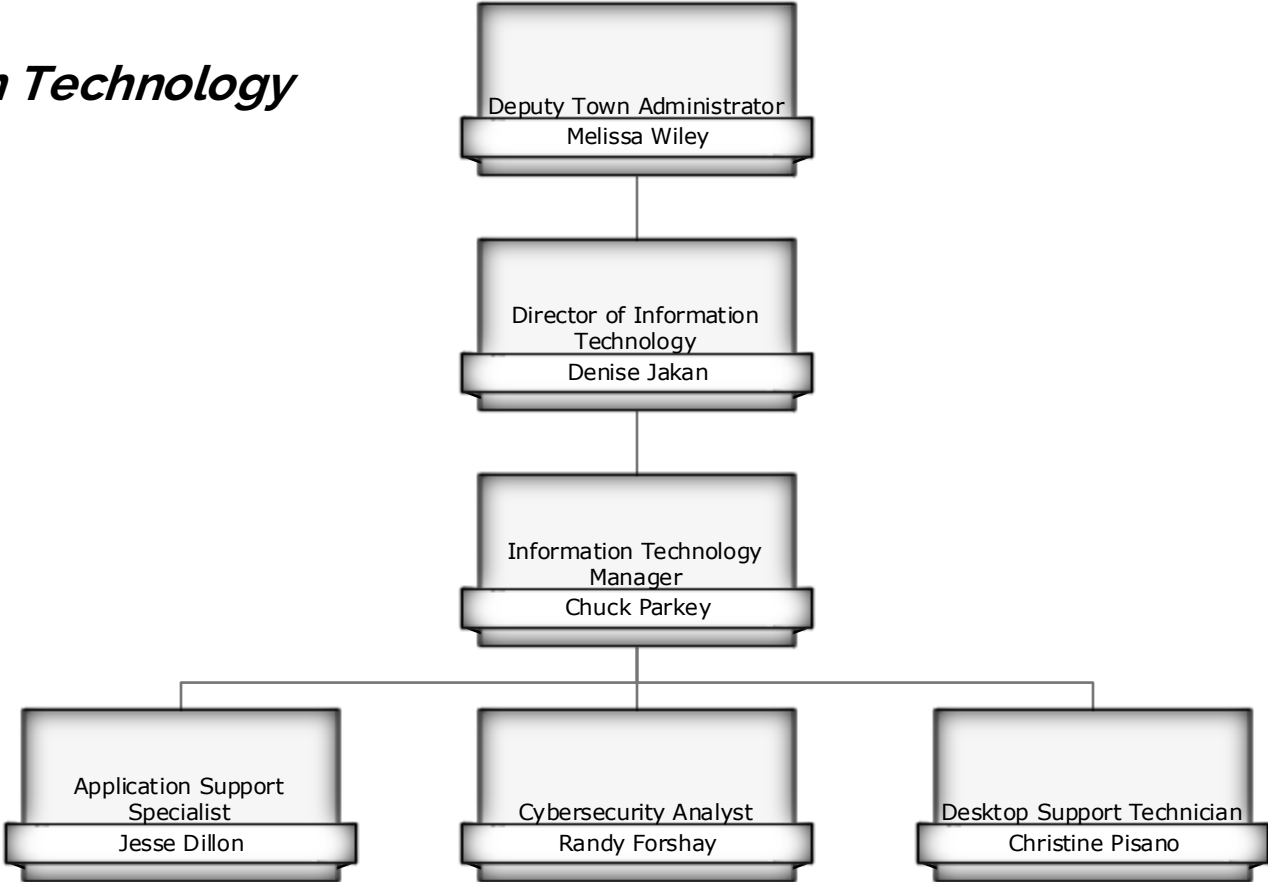 Technology
Deputy Town Administrator
Melissa Wiley
Director of Information
Technology
Denise Jakan
Information Technology
Manager
Chuck Parkey
Application Support
Specialist
Jesse Dillon
Cybersecurity Analyst
Randy Forshay
Desktop Support Technician
Christine Pisano